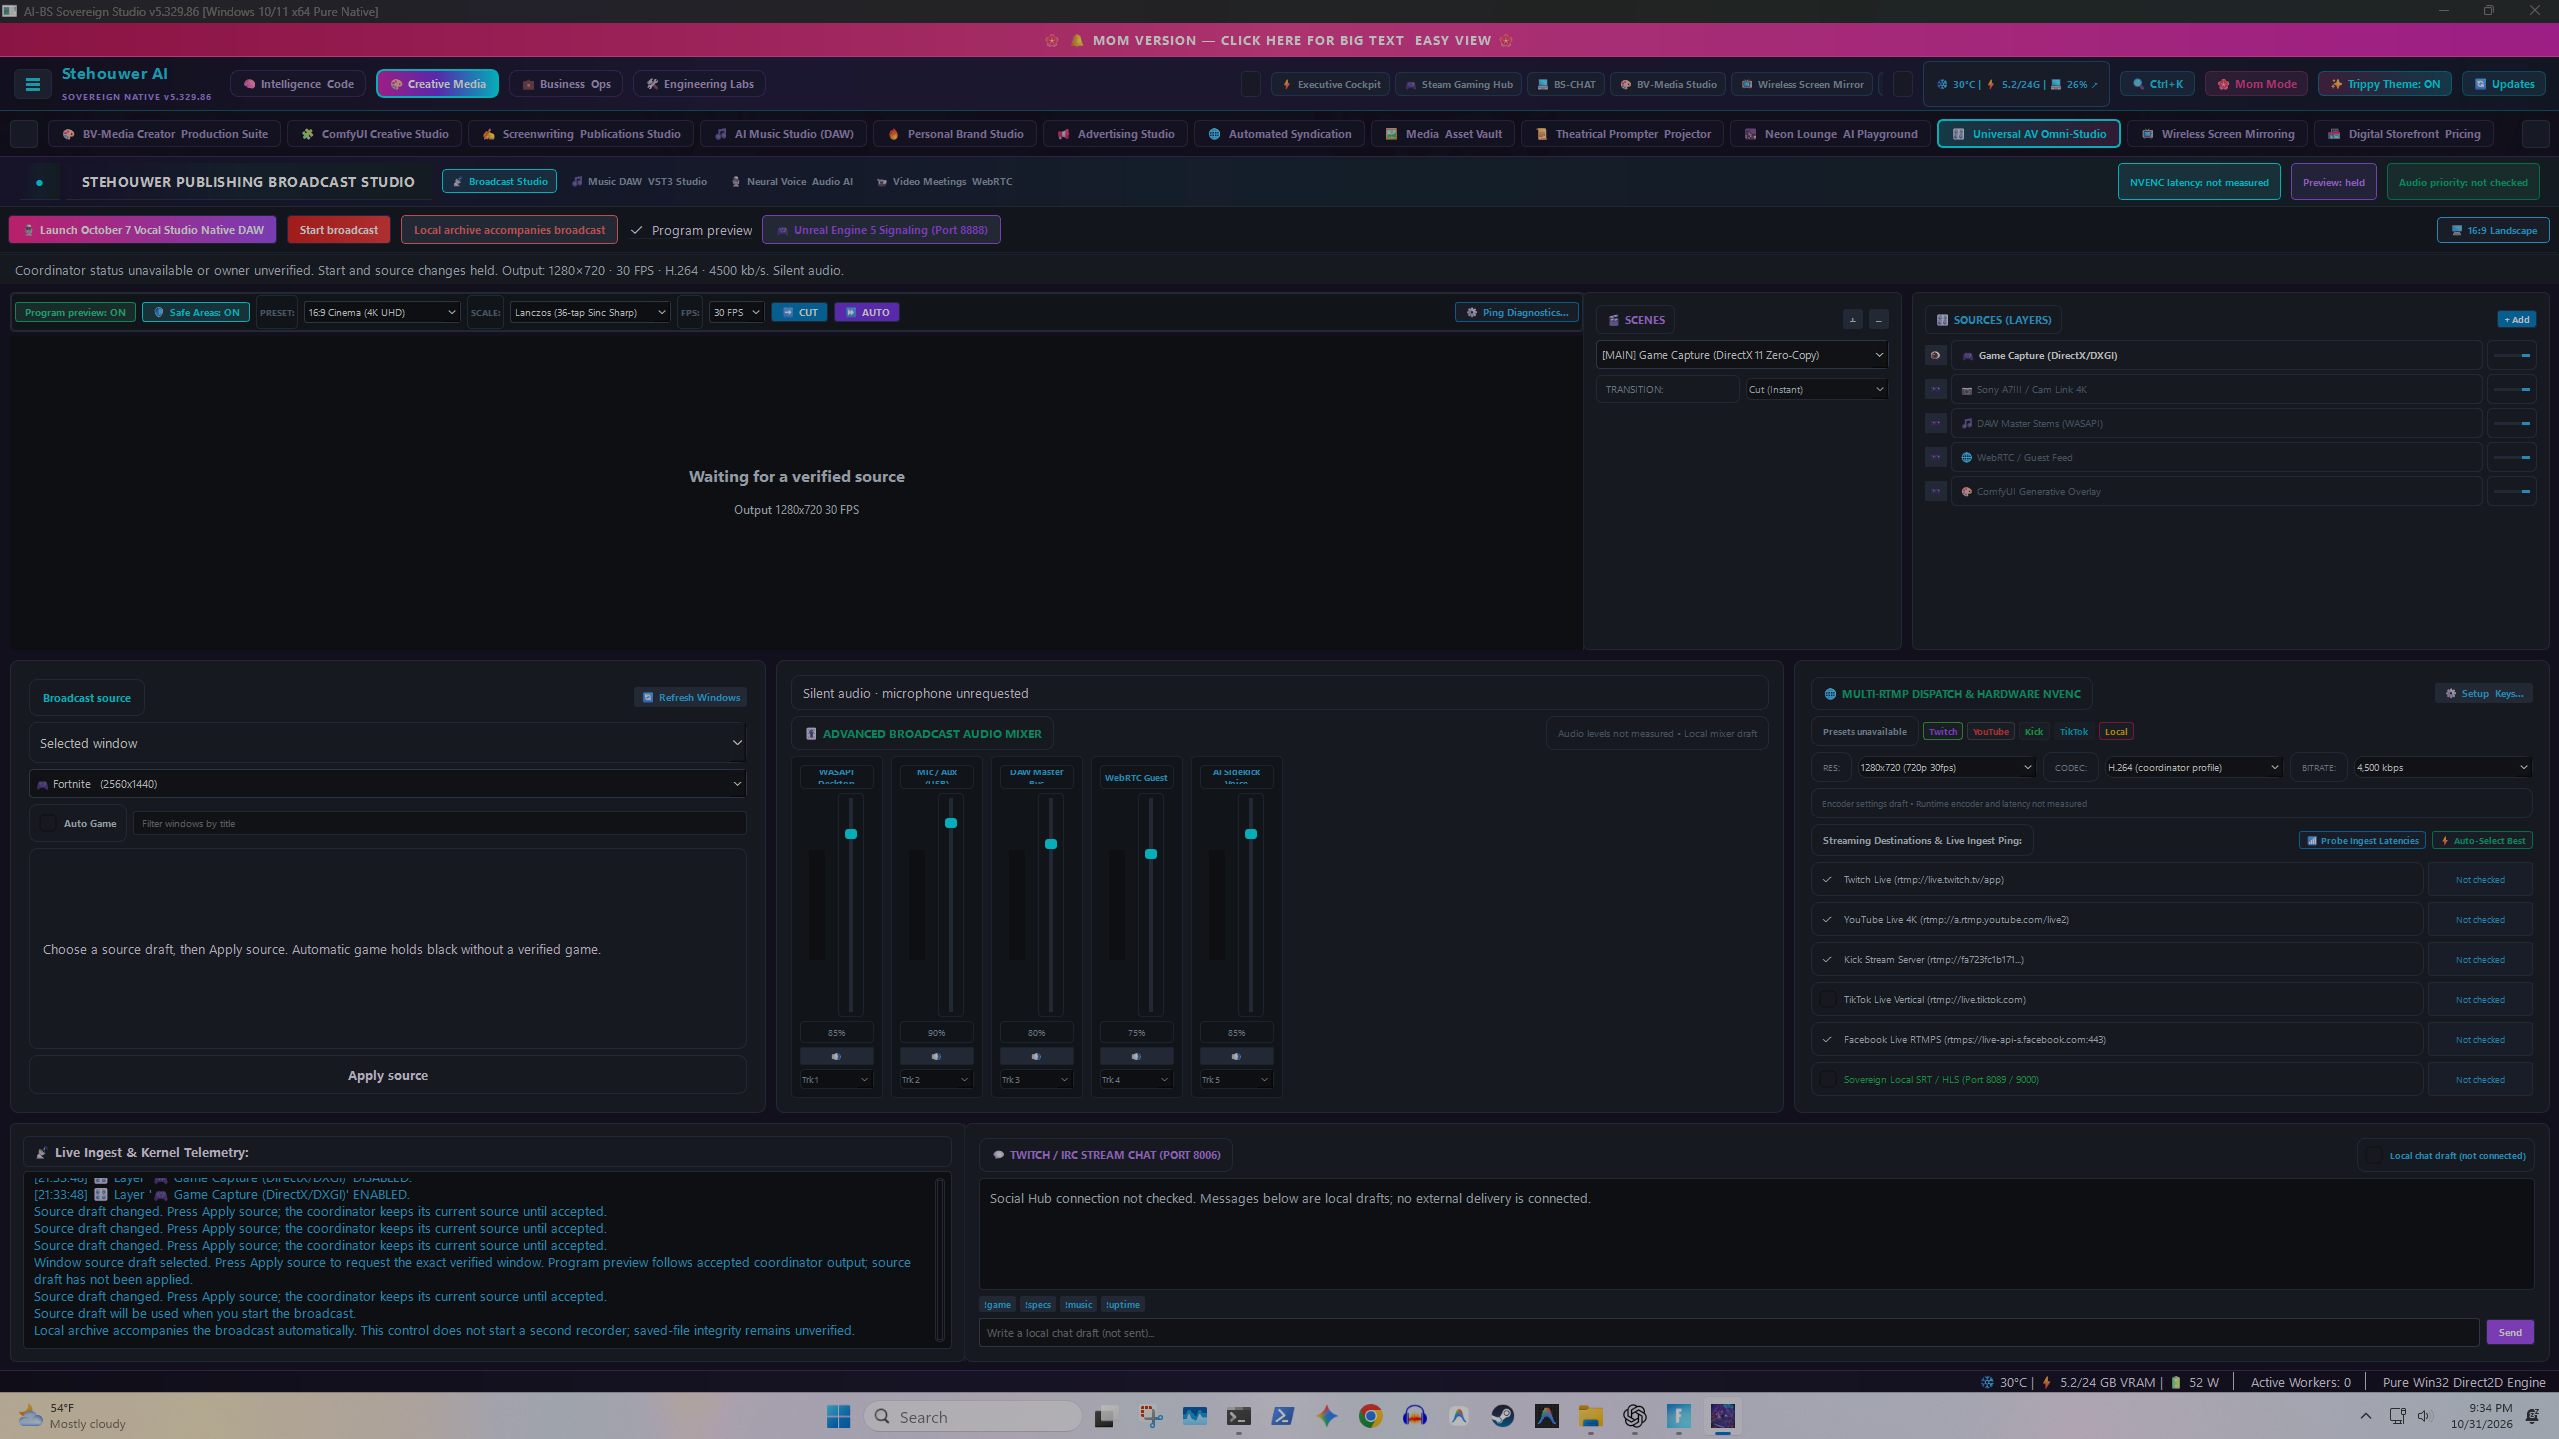 AI-BS Sovereign Studio v5.329.86 [Windows 10/11 x64 Pure Native]
MOM VERSION — CLICK HERE FOR BIG TEXT EASY VIEW
Stehouwer AI
SOVEREIGN NATIVE v5.329.86
Intelligence Code
Creative Media
Business Ops
Engineering Labs
Executive Cockpit
Steam Gaming Hub
BS-CHAT
BV-Media Studio
Wireless Screen Mirror
30°C | 5.2/24G | 26%
Ctrl+K
Mom Mode
Trippy Theme: ON
Updates
BV-Media Creator Production Suite
ComfyUI Creative Studio
Screenwriting Publications Studio
AI Music Studio (DAW)
Personal Brand Studio
Advertising Studio
Automated Syndication
Media Asset Vault
Theatrical Prompter Projector
Neon Lounge AI Playground
Universal AV Omni-Studio
Wireless Screen Mirroring
Digital Storefront Pricing
STEHOUWER PUBLISHING BROADCAST STUDIO
Broadcast Studio
Music DAW VST3 Studio
Neural Voice Audio AI
Video Meetings WebRTC
NVENC latency: not measured
Preview: held
Audio priority: not checked
Launch October 7 Vocal Studio Native DAW
Start broadcast
Local archive accompanies broadcast
Program preview
Unreal Engine 5 Signaling (Port 8888)
16:9 Landscape
Coordinator status unavailable or owner unverified. Start and source changes held. Output: 1280×720 · 30 FPS · H.264 · 4500 kb/s. Silent audio.
Program preview: ON
Safe Areas: ON
PRESET:
16:9 Cinema (4K UHD)
SCALE:
Lanczos (36-tap Sinc Sharp)
FPS:
30 FPS
CUT
AUTO
Ping Diagnostics...
Waiting for a verified source
Output 1280x720 30 FPS
SCENES
+
–
[MAIN] Game Capture (DirectX 11 Zero-Copy)
TRANSITION:
Cut (Instant)
SOURCES (LAYERS)
+ Add
Game Capture (DirectX/DXGI)
Sony A7III / Cam Link 4K
DAW Master Stems (WASAPI)
WebRTC / Guest Feed
ComfyUI Generative Overlay
Broadcast source
Refresh Windows
Selected window
Fortnite (2560x1440)
Auto Game
Filter windows by title
Choose a source draft, then Apply source. Automatic game holds black without a verified game.
Apply source
Silent audio · microphone unrequested
ADVANCED BROADCAST AUDIO MIXER
Audio levels not measured • Local mixer draft
WASAPI Desktop
Mic / Aux (USB)
DAW Master Bus
WebRTC Guest
AI Sidekick Voice
85%
90%
80%
75%
85%
Trk 1
Trk 2
Trk 3
Trk 4
Trk 5
MULTI-RTMP DISPATCH & HARDWARE NVENC
Setup Keys...
Presets unavailable
Twitch
YouTube
Kick
TikTok
Local
RES:
1280x720 (720p 30fps)
CODEC:
H.264 (coordinator profile)
BITRATE:
4,500 kbps
Encoder settings draft • Runtime encoder and latency not measured
Streaming Destinations & Live Ingest Ping:
Probe Ingest Latencies
Auto-Select Best
Twitch Live (rtmp://live.twitch.tv/app)
Not checked
YouTube Live 4K (rtmp://a.rtmp.youtube.com/live2)
Not checked
Kick Stream Server (rtmp://fa723fc1b171...)
Not checked
TikTok Live Vertical (rtmp://live.tiktok.com)
Not checked
Facebook Live RTMPS (rtmps://live-api-s.facebook.com:443)
Not checked
Sovereign Local SRT / HLS (Port 8089 / 9000)
Not checked
Live Ingest & Kernel Telemetry:
[21:33:48] Layer ' Game Capture (DirectX/DXGI)' DISABLED.
[21:33:48] Layer ' Game Capture (DirectX/DXGI)' ENABLED.
Source draft changed. Press Apply source; the coordinator keeps its current source until accepted.
Source draft changed. Press Apply source; the coordinator keeps its current source until accepted.
Source draft changed. Press Apply source; the coordinator keeps its current source until accepted.
Window source draft selected. Press Apply source to request the exact verified window. Program preview follows accepted coordinator output; source
draft has not been applied.
Source draft changed. Press Apply source; the coordinator keeps its current source until accepted.
Source draft will be used when you start the broadcast.
Local archive accompanies the broadcast automatically. This control does not start a second recorder; saved-file integrity remains unverified.
TWITCH / IRC STREAM CHAT (PORT 8006)
Local chat draft (not connected)
Social Hub connection not checked. Messages below are local drafts; no external delivery is connected.
!game
!specs
!music
!uptime
Write a local chat draft (not sent)...
Send
30°C | 5.2/24 GB VRAM | 52 W
Active Workers: 0
Pure Win32 Direct2D Engine
54°F
Mostly cloudy
Search
9:34 PM
10/31/2026